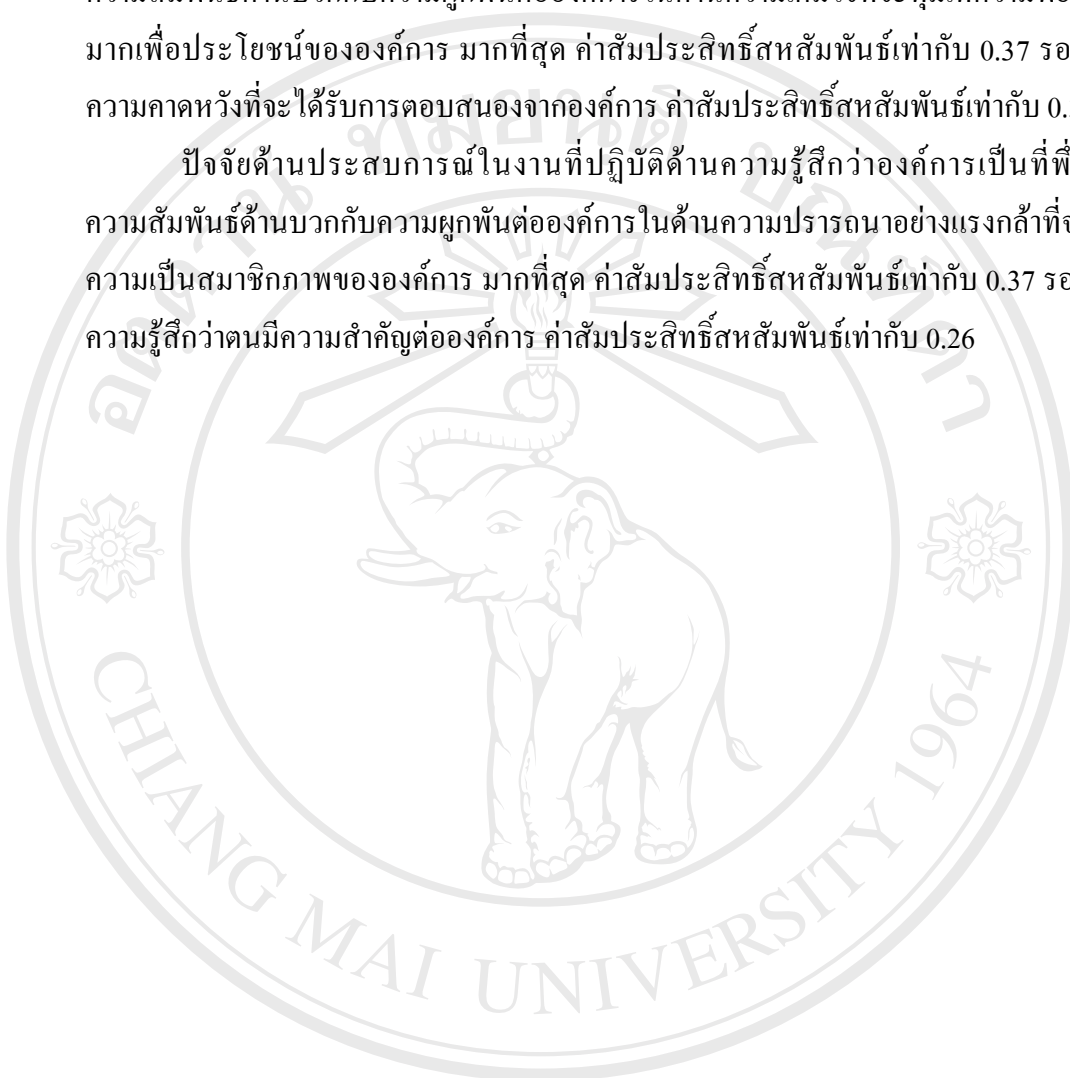 มากเพื่อประโยชน์ขององค์การ มากที่สุด ค่าสัมประสิทธิ์สหสัมพันธ์เท่ากับ 0.37
ความคาดหวังที่จะได้รับการตอบสนองจากองค์การ ค่าสัมประสิทธิ์สหสัมพันธ์เท่ากับ
ปัจจัยด้านประสบการณ์ในงานที่ปฏิบัติด้านความรู้สึกว่าองค์การเป็นที่
ความสัมพันธ์ด้านบวกกับความผูกพันต่อองค์การในด้านความปรารถนาอย่างแรงกล้าที่
ความเป็นสมาชิกภาพขององค์การ มากที่สุด ค่าสัมประสิทธิ์สหสัมพันธ์เท่ากับ 0.37
ความรู้สึกว่าตนมีความสำคัญต่อองค์การ ค่าสัมประสิทธิ์สหสัมพันธ์เท่ากับ 0.26
CHIANG MAI UNIVERSITY 1964